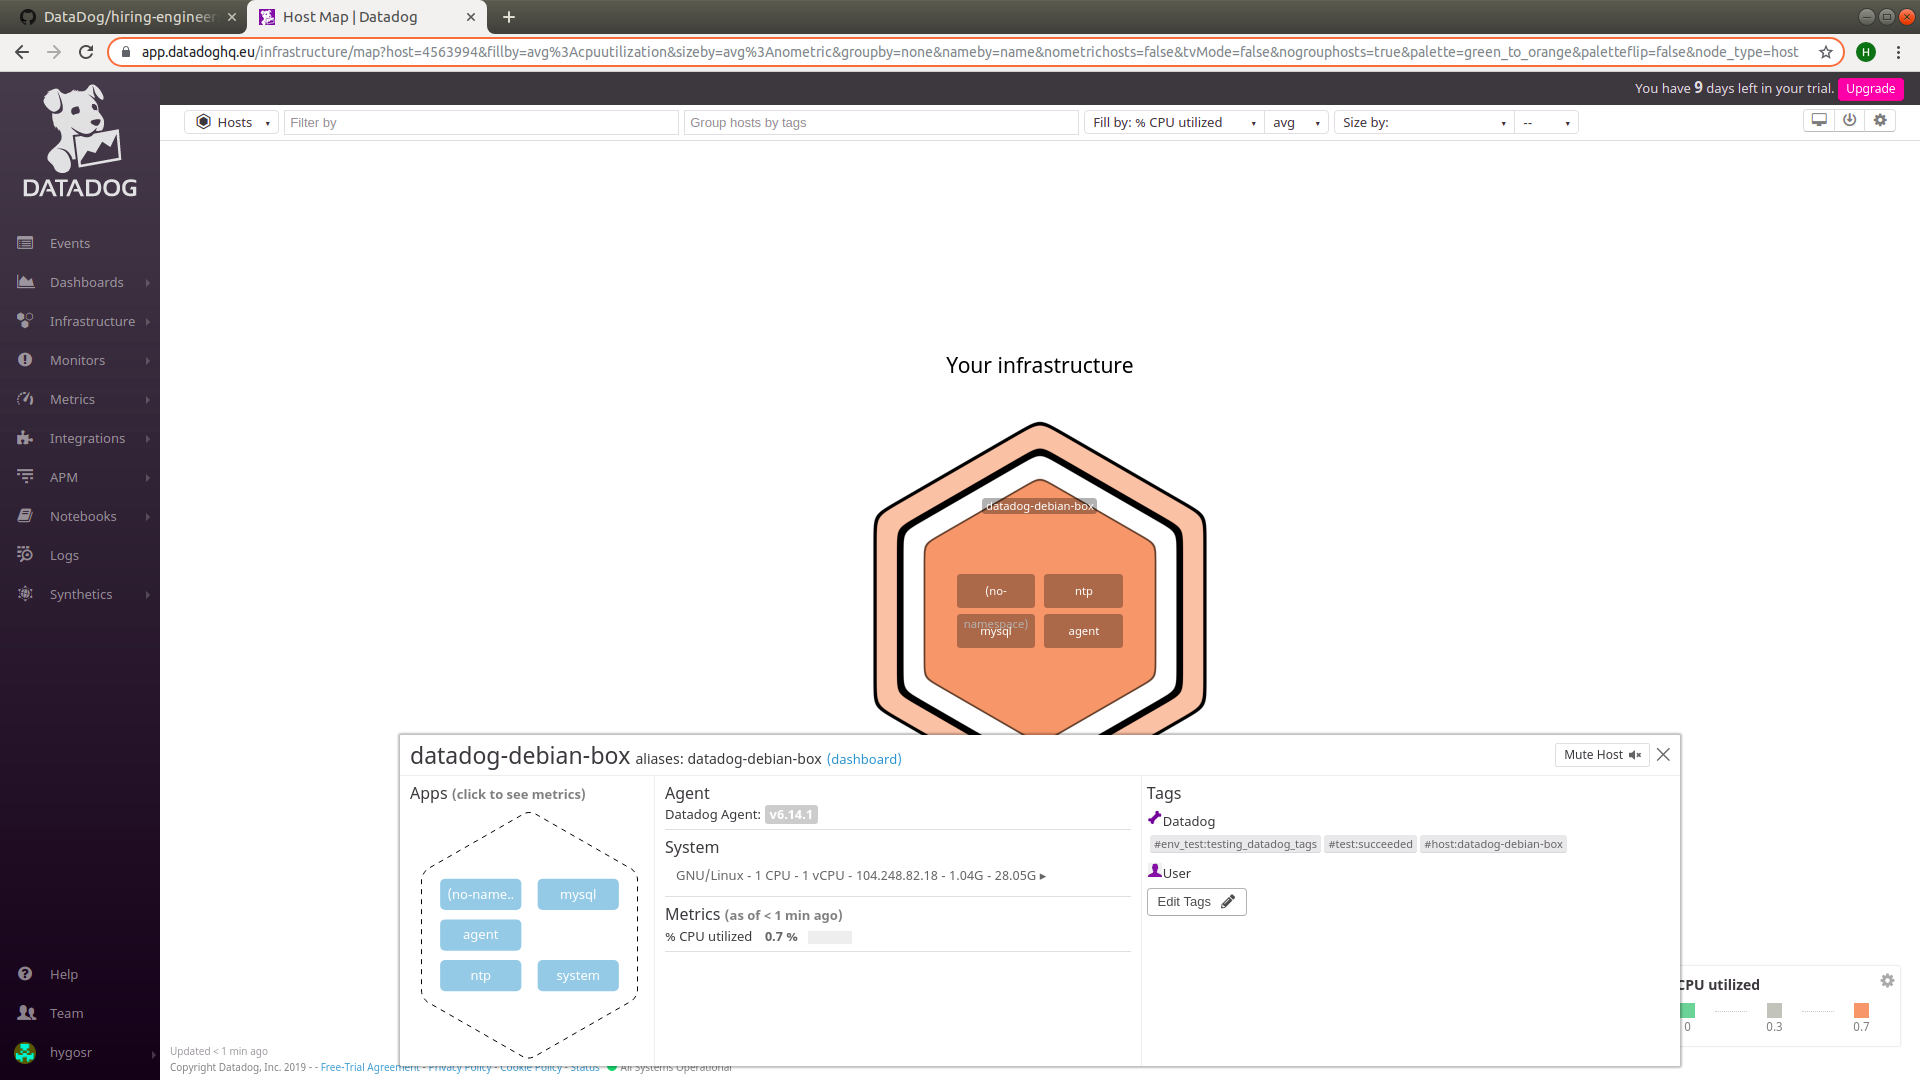 DataDog/hiring-engineer
Host Map | Datadog
app.datadoghq.eu/infrastructure/map?host=4563994&fillby=avg%3Acpuutilization&sizeby=avg%3Anometric&groupby=none&nameby=name&nometrichosts=false&tvMode=false&nogrouphosts=true&palette=green_to_orange&paletteflip=false&node_type=host
H
You have 9 days left in your trial. Upgrade
DATADOG
Hosts
Filter by
Group hosts by tags
Fill by: % CPU utilized
avg
Size by:
--
Events
Dashboards
Infrastructure
Monitors
Metrics
Integrations
APM
Notebooks
Logs
Synthetics
Help
Team
hygosr
Your infrastructure
datadog-debian-box
(no-
namespace)
ntp
mysql
agent
datadog-debian-box aliases: datadog-debian-box (dashboard)
Mute Host
Apps (click to see metrics)
(no-name..
mysql
agent
ntp
system
Agent
Datadog Agent: v6.14.1
System
GNU/Linux - 1 CPU - 1 vCPU - 104.248.82.18 - 1.04G - 28.05G ▸
Metrics (as of < 1 min ago)
% CPU utilized 0.7 %
Tags
Datadog
#env_test:testing_datadog_tags #test:succeeded #host:datadog-debian-box
User
Edit Tags
CPU utilized
0
0.3
0.7
Updated < 1 min ago
Copyright Datadog, Inc. 2019 - - Free-Trial Agreement - Privacy Policy - Cookie Policy - Status - All Systems Operational